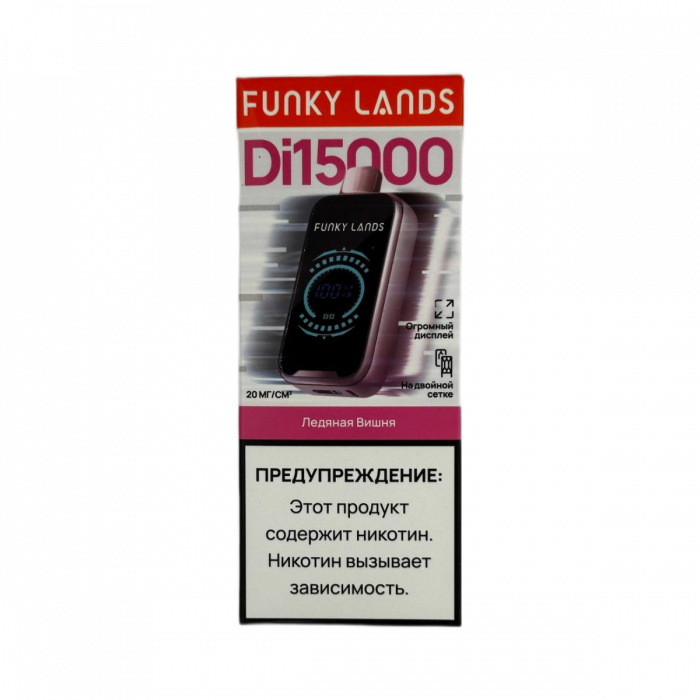 FUNKY LANDS
Di15000
FUNKY LANDS
100%
Огромный
дисплей
На двойной
сетке
20 МГ/СМ³
Ледяная Вишня
ПРЕДУПРЕЖДЕНИЕ:
Этот продукт
содержит никотин.
Никотин вызывает
зависимость.